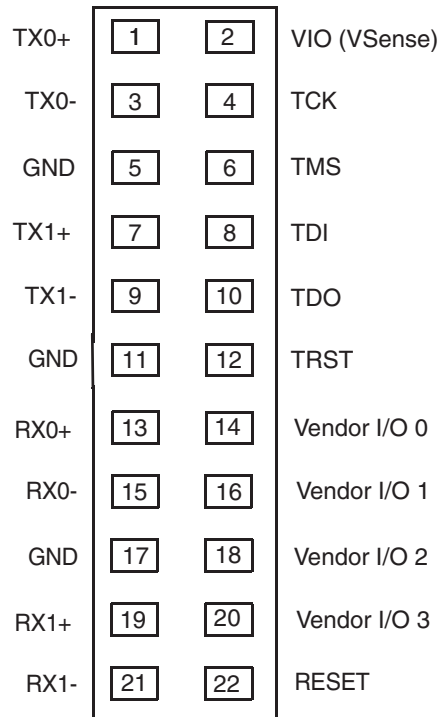 TX0+ 1 2 VIO (VSense)
TX0- 3 4 TCK
GND 5 6 TMS
TX1+ 7 8 TDI
TX1- 9 10 TDO
GND 11 12 TRST
RX0+ 13 14 Vendor I/O 0
RX0- 15 16 Vendor I/O 1
GND 17 18 Vendor I/O 2
RX1+ 19 20 Vendor I/O 3
RX1- 21 22 RESET